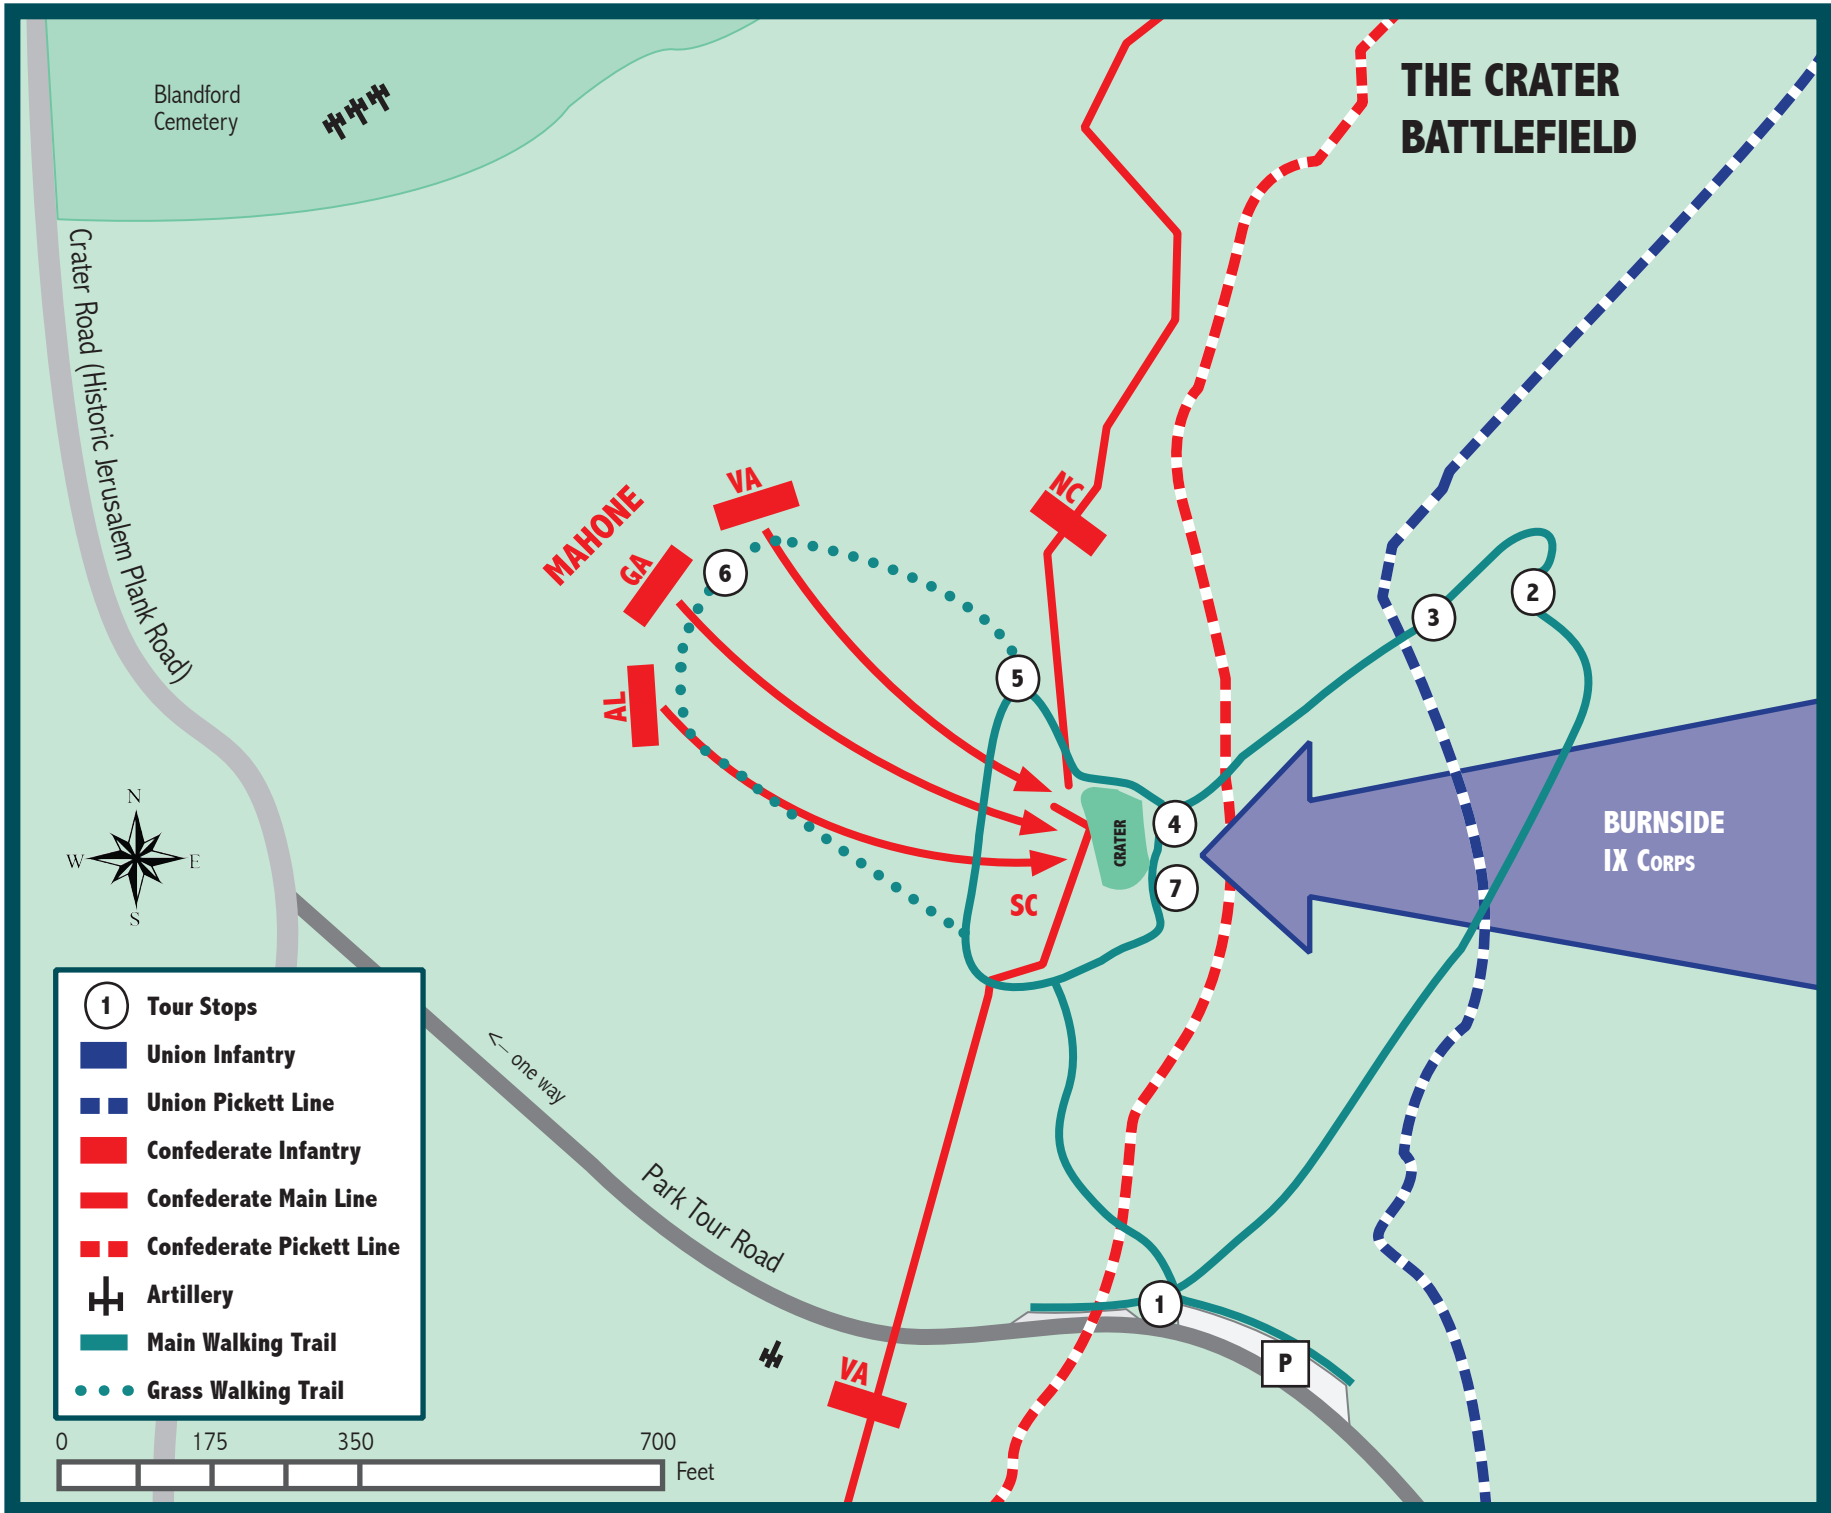 THE CRATER
BATTLEFIELD
Blandford
Cemetery
Crater Road (Historic Jerusalem Plank Road)
MAHONE
VA
GA
AL
NC
6
5
3
2
4
7
CRATER
SC
BURNSIDE
IX CORPS
N
W
E
S
1 Tour Stops
Union Infantry
Union Pickett Line
Confederate Infantry
Confederate Main Line
Confederate Pickett Line
Artillery
Main Walking Trail
Grass Walking Trail
<– one way
Park Tour Road
1
P
VA
0 175 350 700
Feet